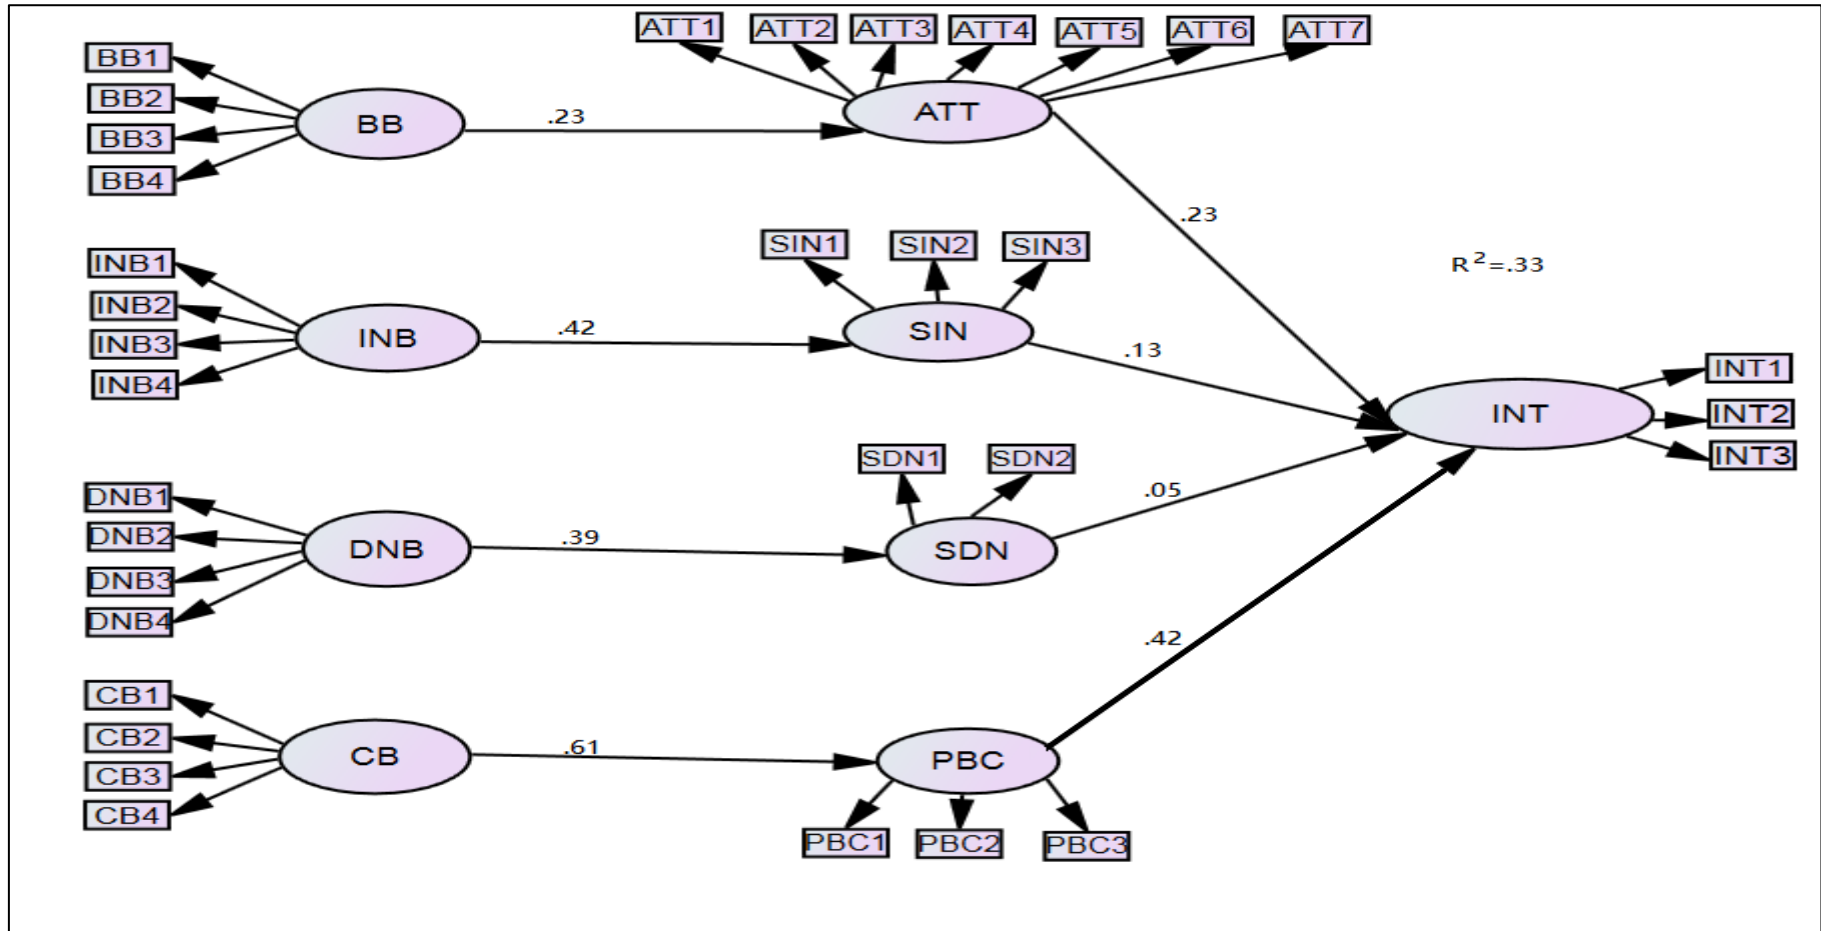 ATT1 ATT2 ATT3 ATT4 ATT5 ATT6 ATT7
BB1
BB2
BB3
BB4
BB
.23
ATT
.23
R²=.33
INB1
INB2
INB3
INB4
INB
.42
SIN1 SIN2 SIN3
SIN
.13
INT
INT1
INT2
INT3
DNB1
DNB2
DNB3
DNB4
DNB
.39
SDN1 SDN2
SDN
.05
CB1
CB2
CB3
CB4
CB
.61
PBC
.42
PBC1 PBC2 PBC3